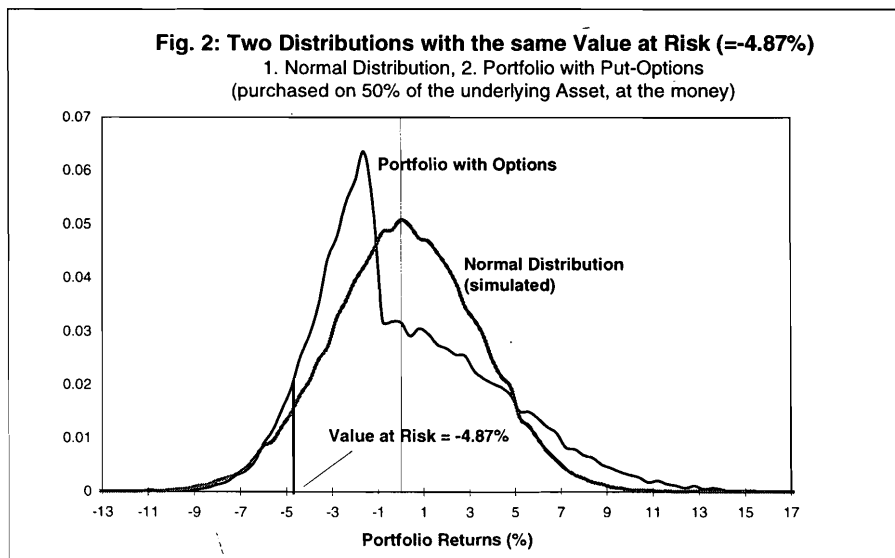 Fig. 2: Two Distributions with the same Value at Risk (=-4.87%)
1. Normal Distribution, 2. Portfolio with Put-Options
(purchased on 50% of the underlying Asset, at the money)
0.07
0.06
0.05
0.04
0.03
0.02
0.01
0
Portfolio with Options
Normal Distribution
(simulated)
Value at Risk = -4.87%
-13 -11 -9 -7 -5 -3 -1 1 3 5 7 9 11 13 15 17
Portfolio Returns (%)